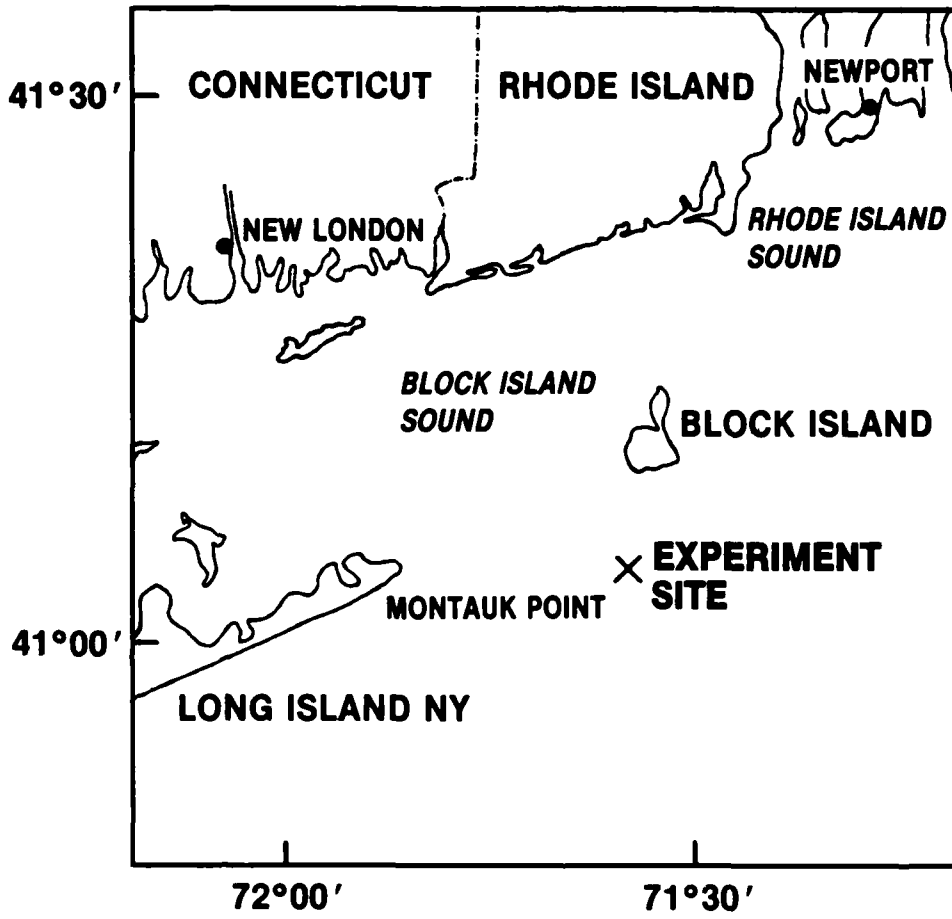 CONNECTICUT
RHODE ISLAND
NEWPORT
41°30′
NEW LONDON
RHODE ISLAND
SOUND
BLOCK ISLAND
SOUND
BLOCK ISLAND
EXPERIMENT
SITE
MONTAUK POINT
41°00′
LONG ISLAND NY
72°00′
71°30′